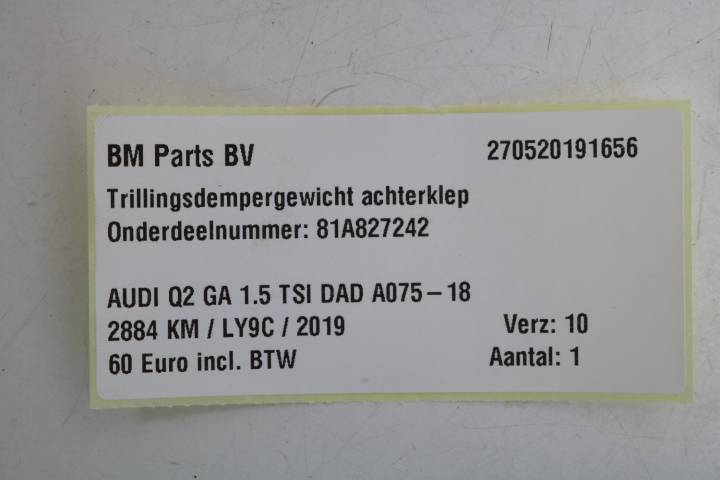 BM Parts BV 270520191656
Trillingsdempergewicht achterklep
Onderdeelnummer: 81A827242
AUDI Q2 GA 1.5 TSI DAD A075-18
2884 KM / LY9C / 2019 Verz: 10
60 Euro incl. BTW Aantal: 1